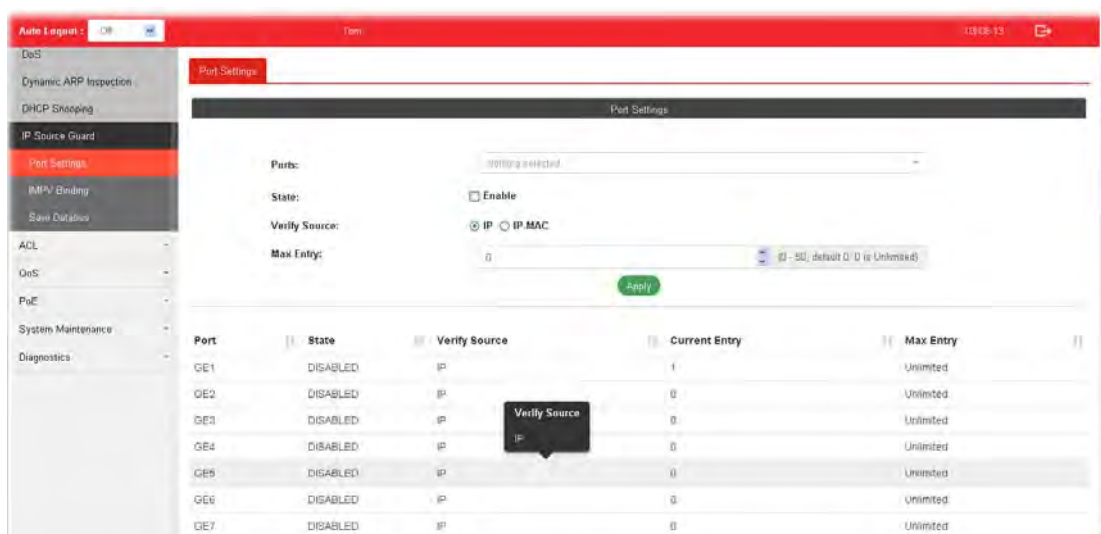 Auto Logout : Off
DoS
Dynamic ARP Inspection
DHCP Snooping
IP Source Guard
Port Settings
IMPV Binding
Save Databas
ACL
QoS
PoE
System Maintenance
Diagnostics
Port Settings
Port Settings
Ports: Nothing selected
State: Enable
Verify Source: IP IP-MAC
Max Entry: 0 (0 - 50, default 0. 0 is Unlimited)
Apply
Port State Verify Source Current Entry Max Entry
GE1 DISABLED IP 1 Unlimited
GE2 DISABLED IP 0 Unlimited
GE3 DISABLED IP 0 Unlimited
GE4 DISABLED IP 0 Unlimited
GE5 DISABLED IP 0 Unlimited
GE6 DISABLED IP 0 Unlimited
GE7 DISABLED IP 0 Unlimited
Verify Source
IP